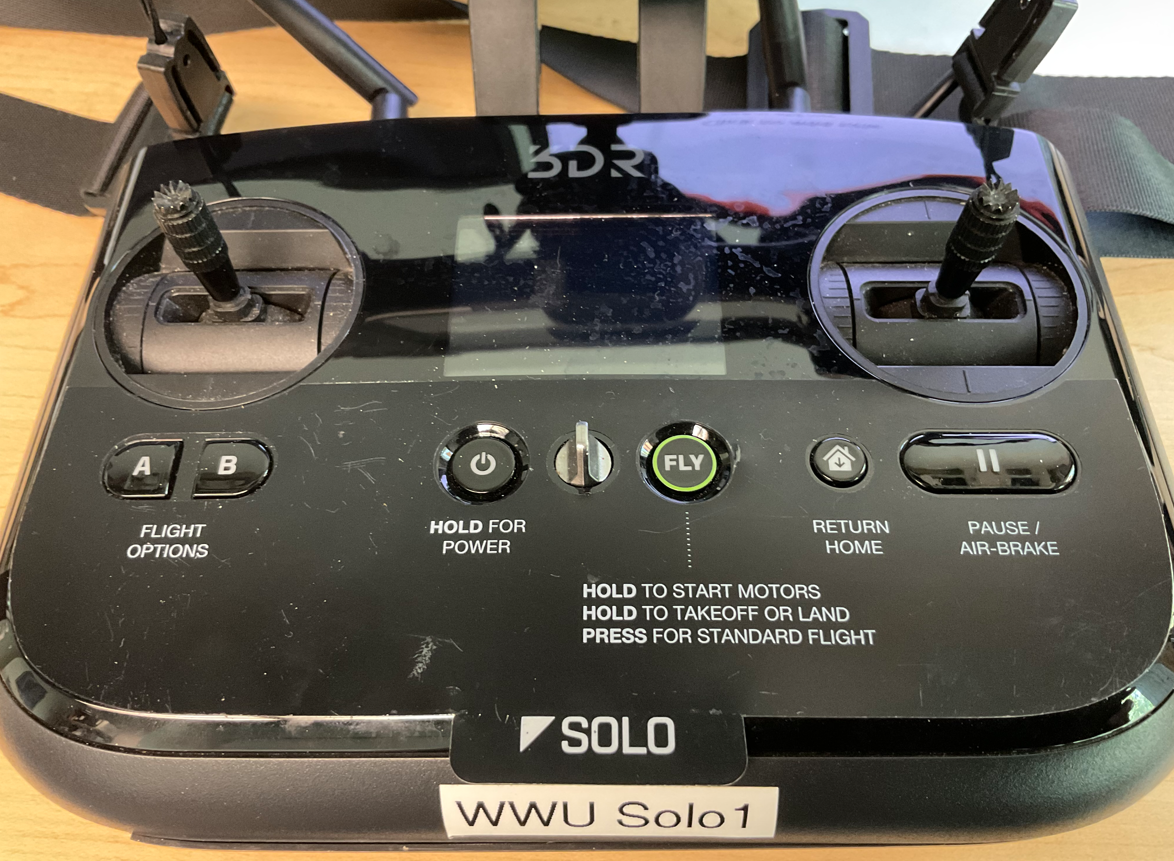 3DR
A
B
FLY
FLIGHT
OPTIONS
HOLD FOR
POWER
RETURN
HOME
PAUSE /
AIR-BRAKE
HOLD TO START MOTORS
HOLD TO TAKEOFF OR LAND
PRESS FOR STANDARD FLIGHT
SOLO
WWU Solo1